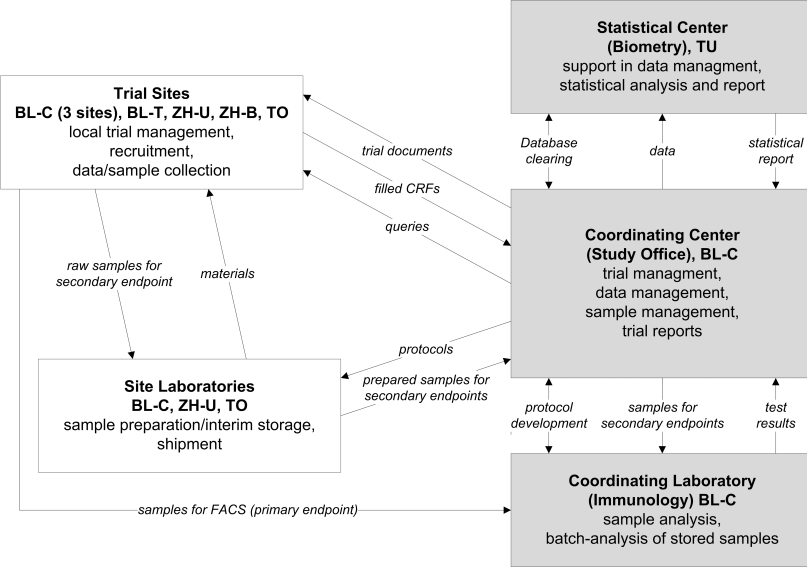 Statistical Center
(Biometry), TU
support in data managment,
statistical analysis and report
Trial Sites
BL-C (3 sites), BL-T, ZH-U, ZH-B, TO
local trial management,
recruitment,
data/sample collection
Database
clearing
data
statistical
report
trial documents
filled CRFs
queries
Coordinating Center
(Study Office), BL-C
trial managment,
data management,
sample management,
trial reports
raw samples for
secondary endpoint
materials
protocols
prepared samples for
secondary endpoints
Site Laboratories
BL-C, ZH-U, TO
sample preparation/interim storage,
shipment
protocol
development
samples for
secondary endpoints
test
results
samples for FACS (primary endpoint)
Coordinating Laboratory
(Immunology) BL-C
sample analysis,
batch-analysis of stored samples